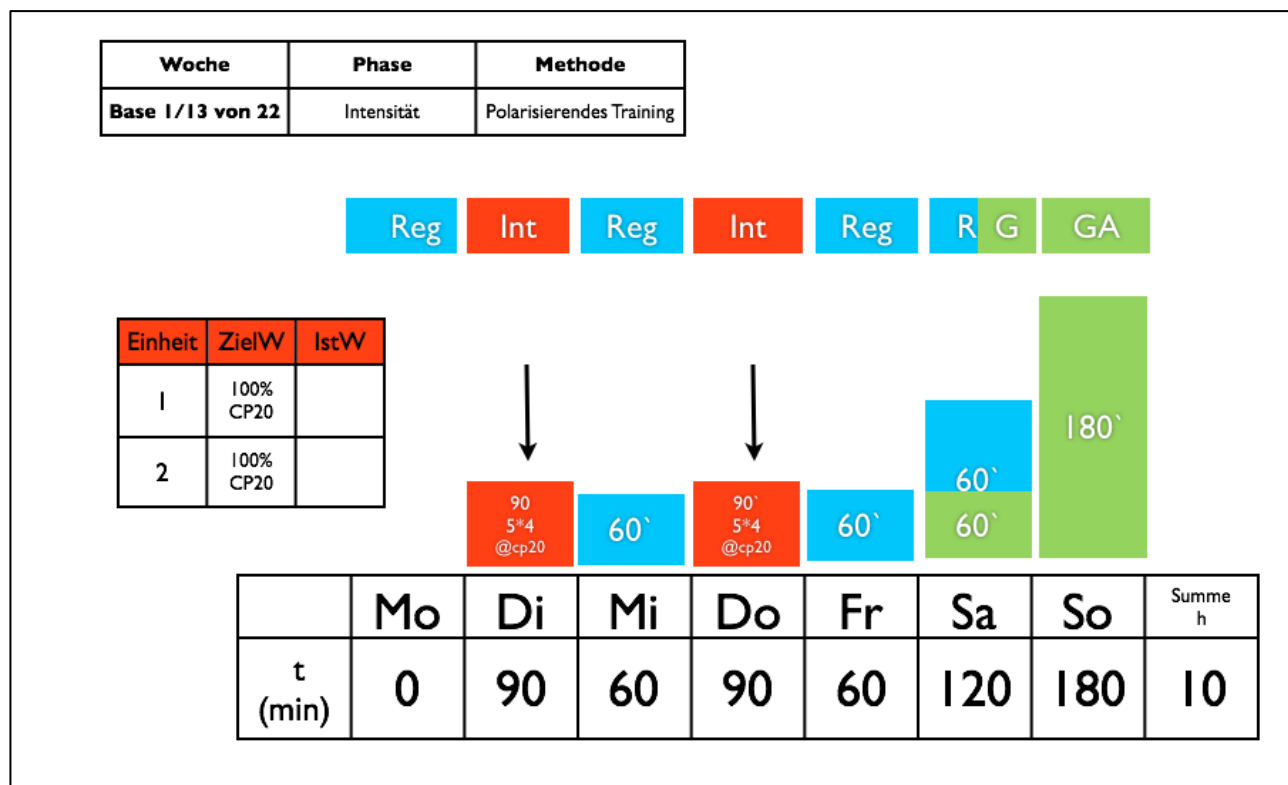 Woche Phase Methode
Base 1/13 von 22 Intensität Polarisierendes Training
Reg Int Reg Int Reg R G GA
Einheit ZielW IstW
1 100% CP20
2 100% CP20
90
5*4
@cp20
60`
90`
5*4
@cp20
60`
60`
60`
180`
Mo Di Mi Do Fr Sa So Summe h
t (min) 0 90 60 90 60 120 180 10